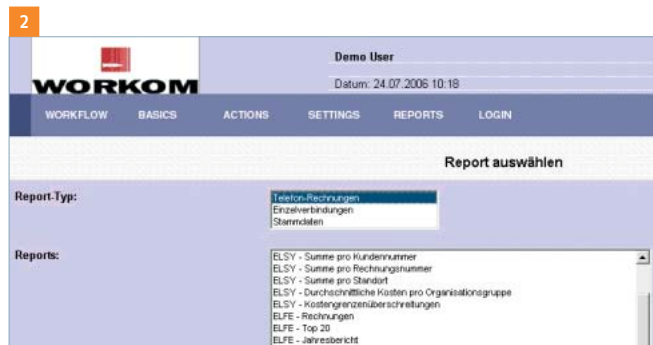 2
WORKOM
Demo User
Datum: 24.07.2006 10:18
WORKFLOW BASICS ACTIONS SETTINGS REPORTS LOGIN
Report auswählen
Report-Typ:
Telefon-Rechnungen
Einzelverbindungen
Stammdaten
Reports:
ELSY - Summe pro Kundennummer
ELSY - Summe pro Rechnungsnummer
ELSY - Summe pro Standort
ELSY - Durchschnittliche Kosten pro Organisationsgruppe
ELSY - Kostengrenzenüberschreitungen
ELFE - Rechnungen
ELFE - Top 20
ELFE - Jahresbericht